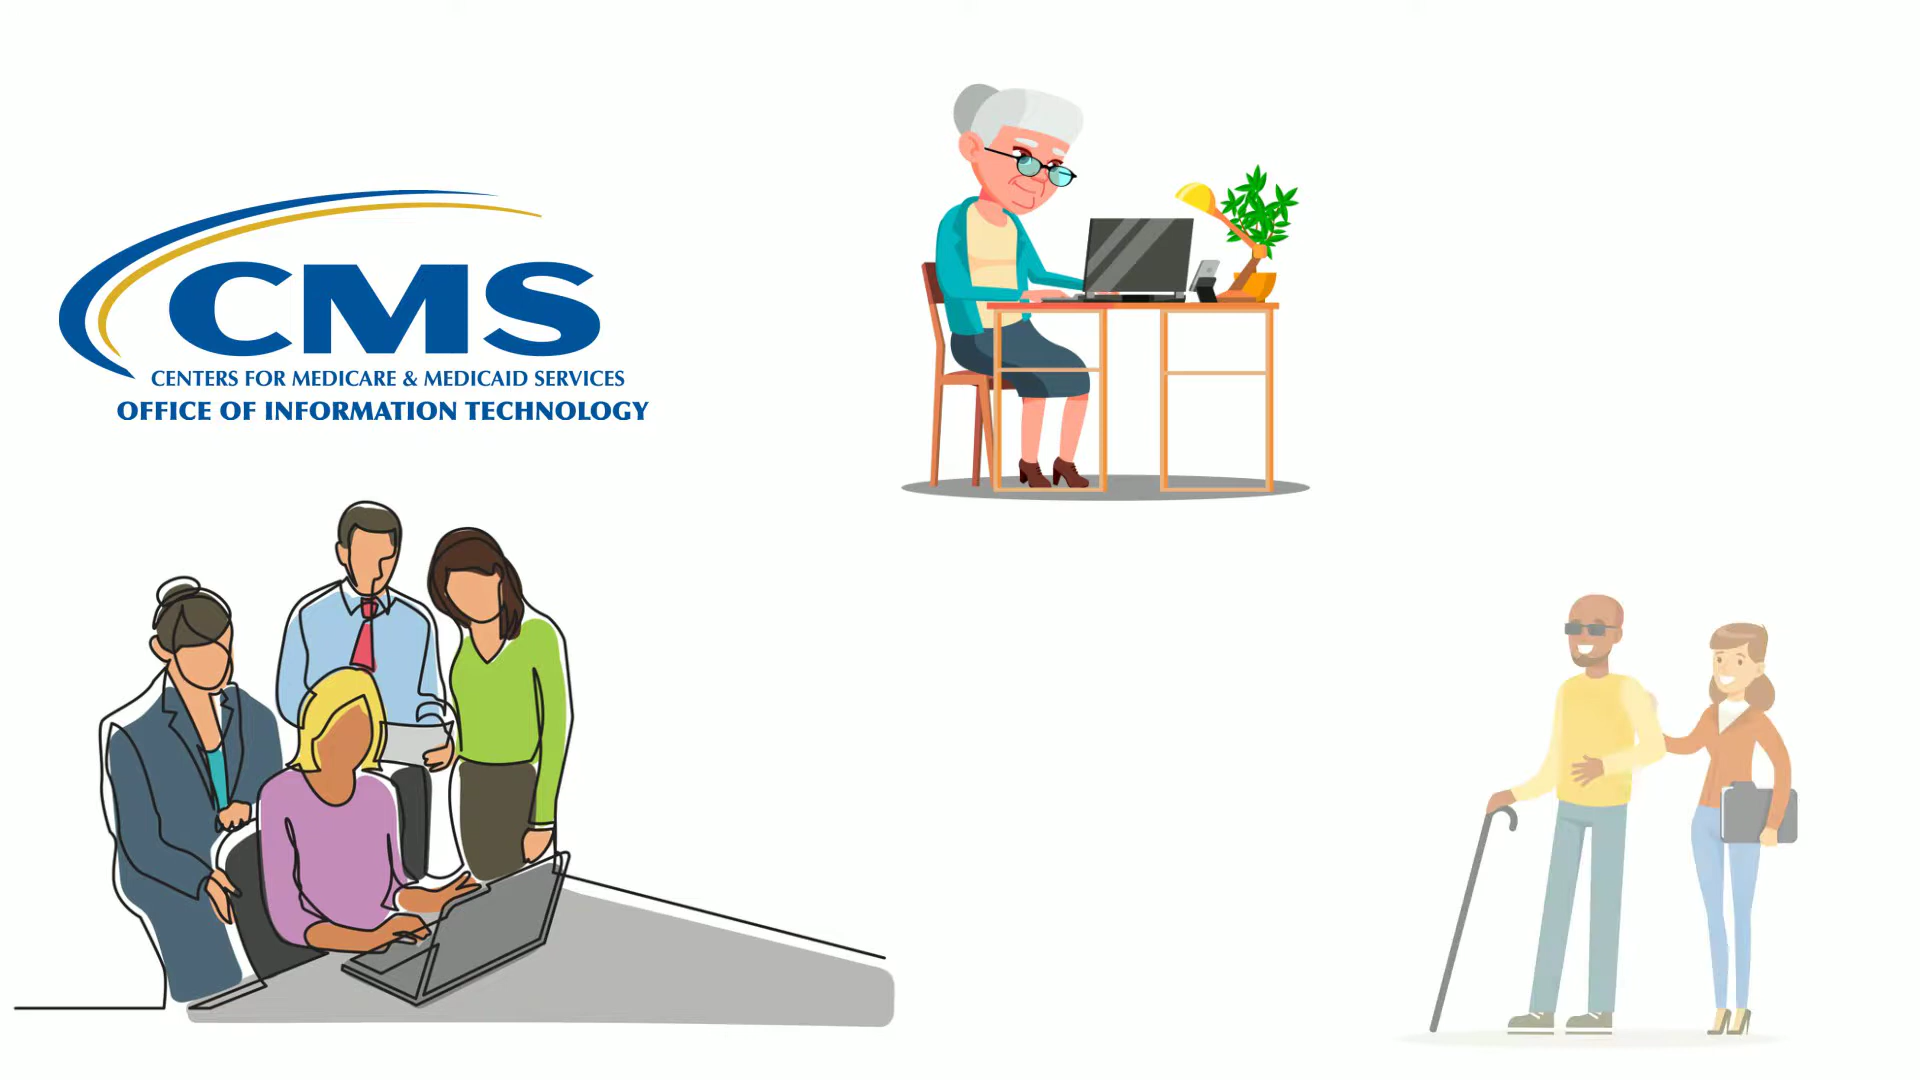 CMS
CENTERS FOR MEDICARE & MEDICAID SERVICES
OFFICE OF INFORMATION TECHNOLOGY